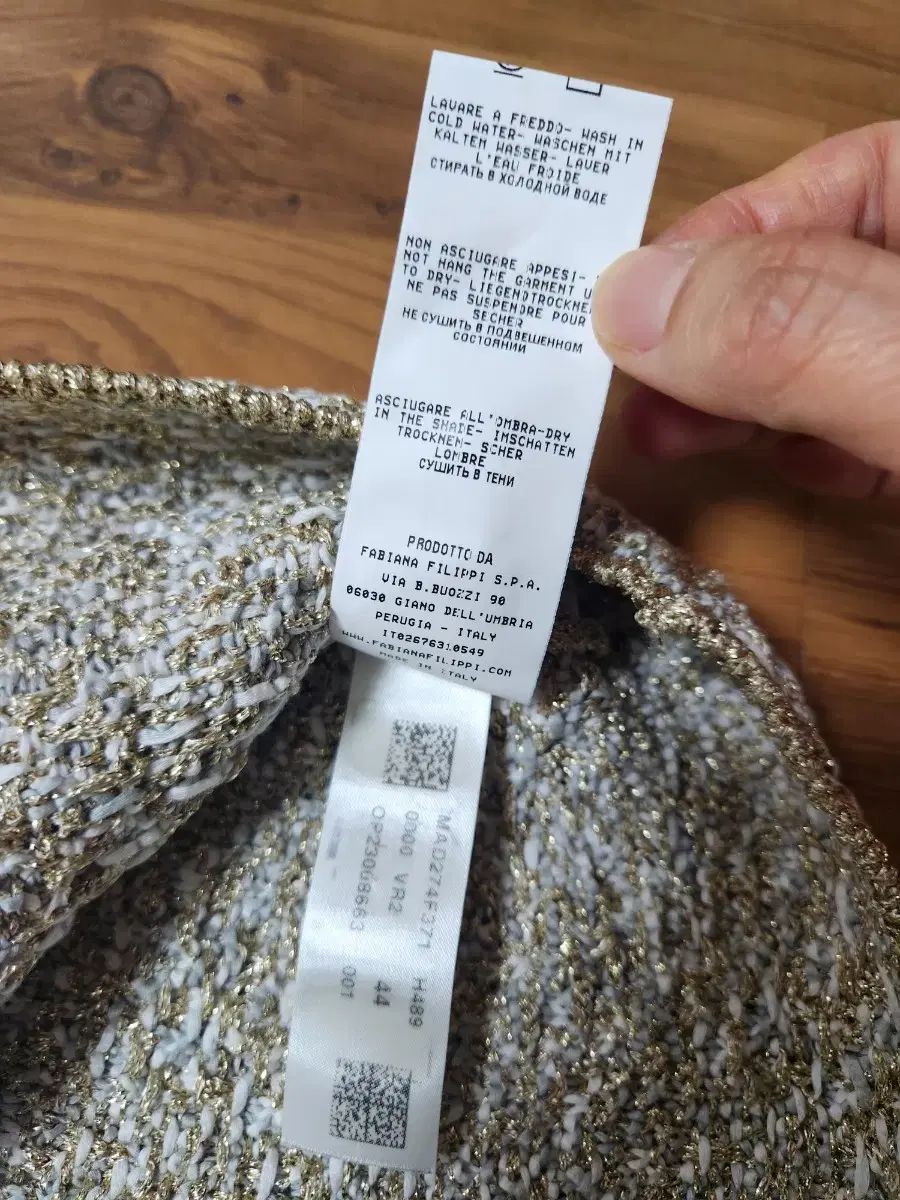 LAVARE A FREDDO- WASH IN
COLD WATER- WASCHEN MIT
KALTEM WASSER- LAVER
L'EAU FROIDE
СТИРАТЬ В ХОЛОДНОЙ ВОДЕ
NON ASCIUGARE APPESI-
NOT HANG THE GARMENT
TO DRY- LIEGENDTROCKNEN
NE PAS SUSPENDRE POUR
SECHER
НЕ СУШИТЬ В ПОДВЕШЕННОМ
СОСТОЯНИИ
ASCIUGARE ALL'OMBRA-DRY
IN THE SHADE- IMSCHATTEN
TROCKNEN- SCHER
LOMBRE
СУШИТЬ В ТЕНИ
PRODOTTO DA
FABIANA FILIPPI S.P.A.
VIA B.BUOZZI 90
06030 GIANO DELL'UMBRIA
PERUGIA - ITALY
IT02676310549
WWW.FABIANAFILIPPI.COM
MADE IN ITALY
MAD274F371 H489
0000 VR2 44
OP23068663 001